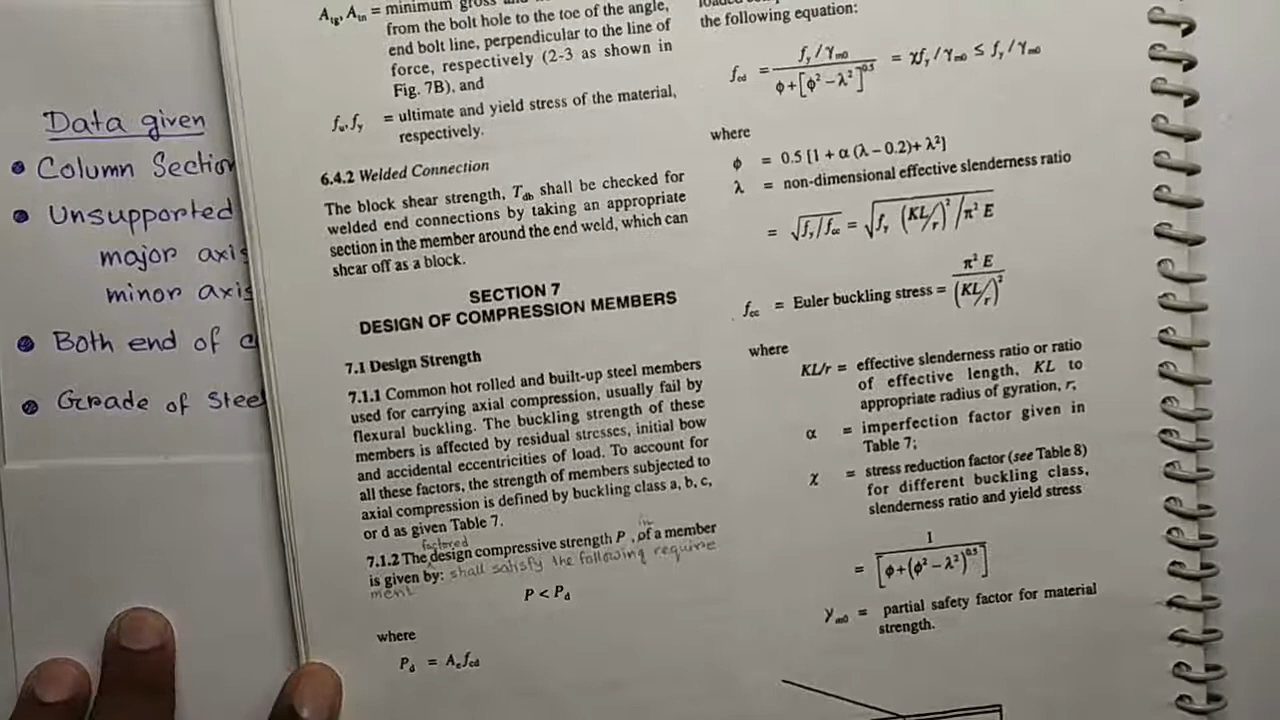 Data given
• Column Section
• Unsupported
major axis
minor axis
• Both end of
• Grade of Steel
A_tg, A_tn = minimum gross and
from the bolt hole to the toe of the angle,
end bolt line, perpendicular to the line of
force, respectively (2-3 as shown in
Fig. 7B), and
f_u, f_y = ultimate and yield stress of the material,
respectively.
6.4.2 Welded Connection
The block shear strength, T_db shall be checked for
welded end connections by taking an appropriate
section in the member around the end weld, which can
shear off as a block.
SECTION 7
DESIGN OF COMPRESSION MEMBERS
7.1 Design Strength
7.1.1 Common hot rolled and built-up steel members
used for carrying axial compression, usually fail by
flexural buckling. The buckling strength of these
members is affected by residual stresses, initial bow
and accidental eccentricities of load. To account for
all these factors, the strength of members subjected to
axial compression is defined by buckling class a, b, c,
or d as given Table 7.
factored in
7.1.2 The design compressive strength P, of a member
is given by: shall satisfy the following require
ment
P < P_d
where
P_d = A_e f_cd
the following equation:
f_cd = (f_y / γ_m0) / (ϕ + [ϕ² − λ²]^0.5) = χ f_y / γ_m0 ≤ f_y / γ_m0
where
ϕ = 0.5 [1 + α (λ − 0.2) + λ²]
λ = non-dimensional effective slenderness ratio
= √(f_y / f_cc) = √(f_y (KL/r)² / π² E)
f_cc = Euler buckling stress = π² E / (KL/r)²
where
KL/r = effective slenderness ratio or ratio
of effective length, KL to
appropriate radius of gyration, r;
α = imperfection factor given in
Table 7;
χ = stress reduction factor (see Table 8)
for different buckling class,
slenderness ratio and yield stress
= 1 / [ϕ + (ϕ² − λ²)^0.5]
γ_m0 = partial safety factor for material
strength.